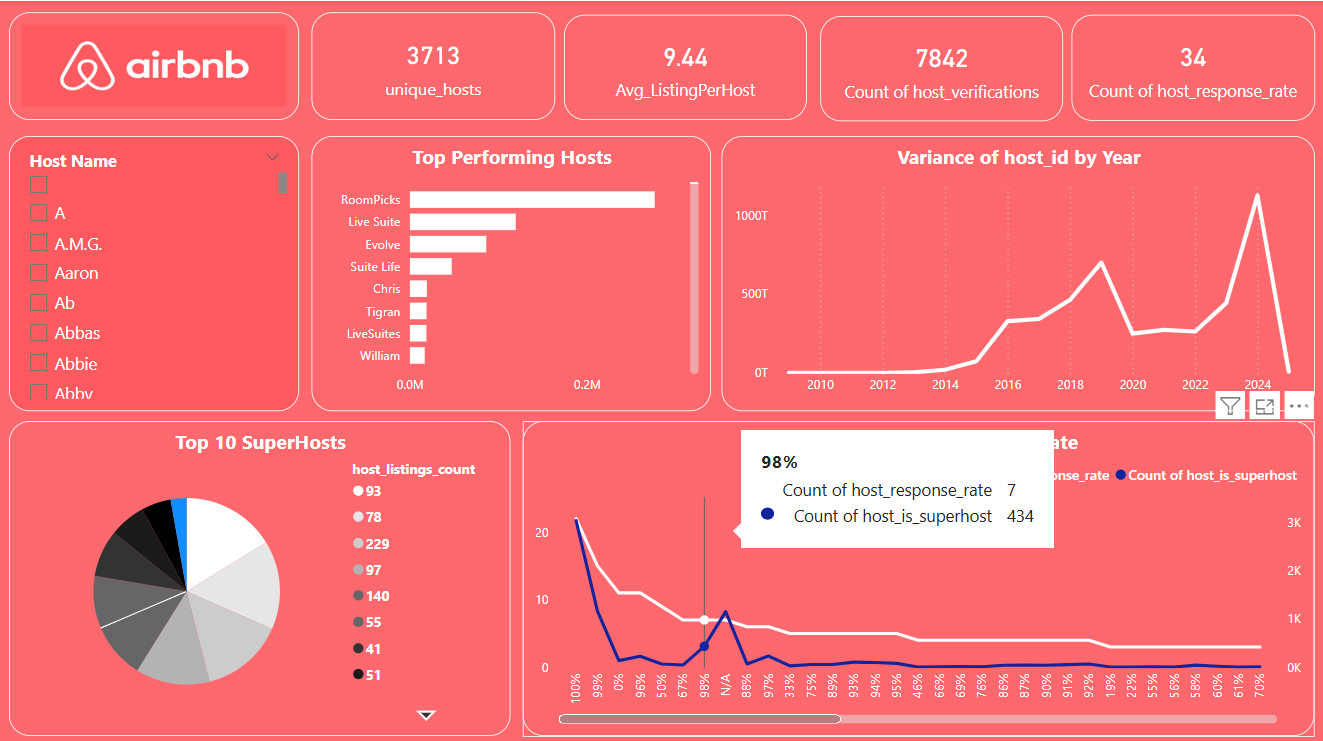 airbnb
3713
unique_hosts
9.44
Avg_ListingPerHost
7842
Count of host_verifications
34
Count of host_response_rate
Host Name
A
A.M.G.
Aaron
Ab
Abbas
Abbie
Abby
Top Performing Hosts
RoomPicks
Live Suite
Evolve
Suite Life
Chris
Tigran
LiveSuites
William
0.0M 0.2M
Variance of host_id by Year
1000T
500T
0T
2010 2012 2014 2016 2018 2020 2022 2024
Top 10 SuperHosts
host_listings_count
93
78
229
97
140
55
41
51
ate
onse_rate Count of host_is_superhost
98%
Count of host_response_rate 7
Count of host_is_superhost 434
20
10
0
3K
2K
1K
0K
100% 99% 0% 96% 50% 67% 98% N/A 88% 97% 33% 75% 89% 93% 94% 95% 46% 66% 69% 76% 86% 87% 90% 91% 92% 19% 22% 55% 56% 58% 60% 61% 70%